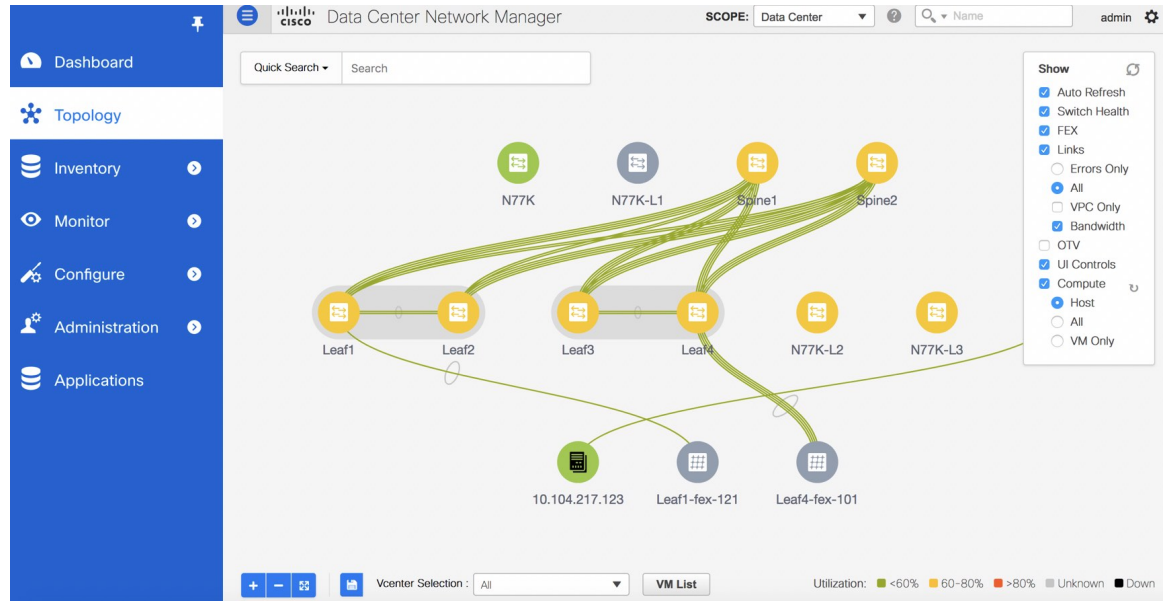 cisco Data Center Network Manager
SCOPE: Data Center
Name
admin
Dashboard
Topology
Inventory
Monitor
Configure
Administration
Applications
Quick Search
Search
Show
Auto Refresh
Switch Health
FEX
Links
Errors Only
All
VPC Only
Bandwidth
OTV
UI Controls
Compute
Host
All
VM Only
N77K
N77K-L1
Spine1
Spine2
Leaf1
Leaf2
Leaf3
Leaf4
N77K-L2
N77K-L3
10.104.217.123
Leaf1-fex-121
Leaf4-fex-101
Vcenter Selection : All
VM List
Utilization: <60% 60-80% >80% Unknown Down